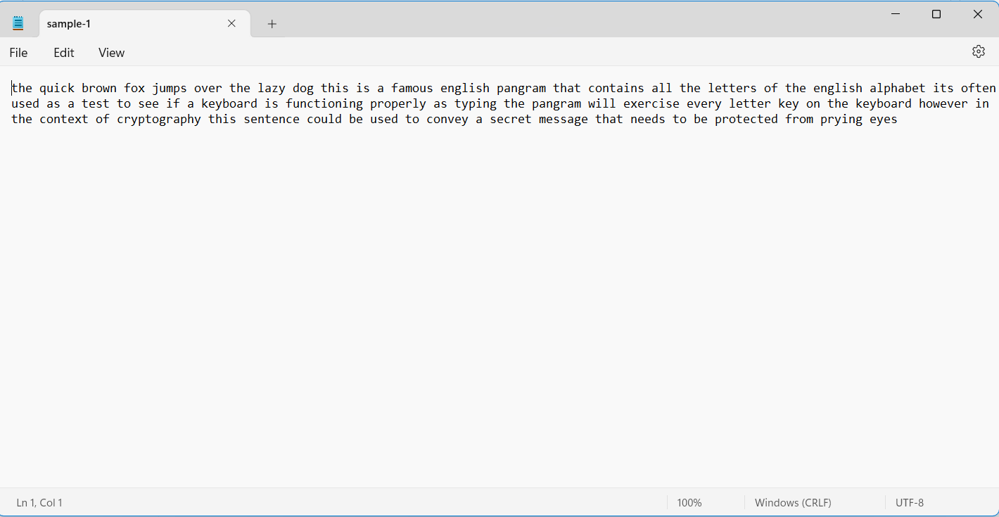 sample-1
File Edit View
the quick brown fox jumps over the lazy dog this is a famous english pangram that contains all the letters of the english alphabet its often
used as a test to see if a keyboard is functioning properly as typing the pangram will exercise every letter key on the keyboard however in
the context of cryptography this sentence could be used to convey a secret message that needs to be protected from prying eyes
Ln 1, Col 1 100% Windows (CRLF) UTF-8